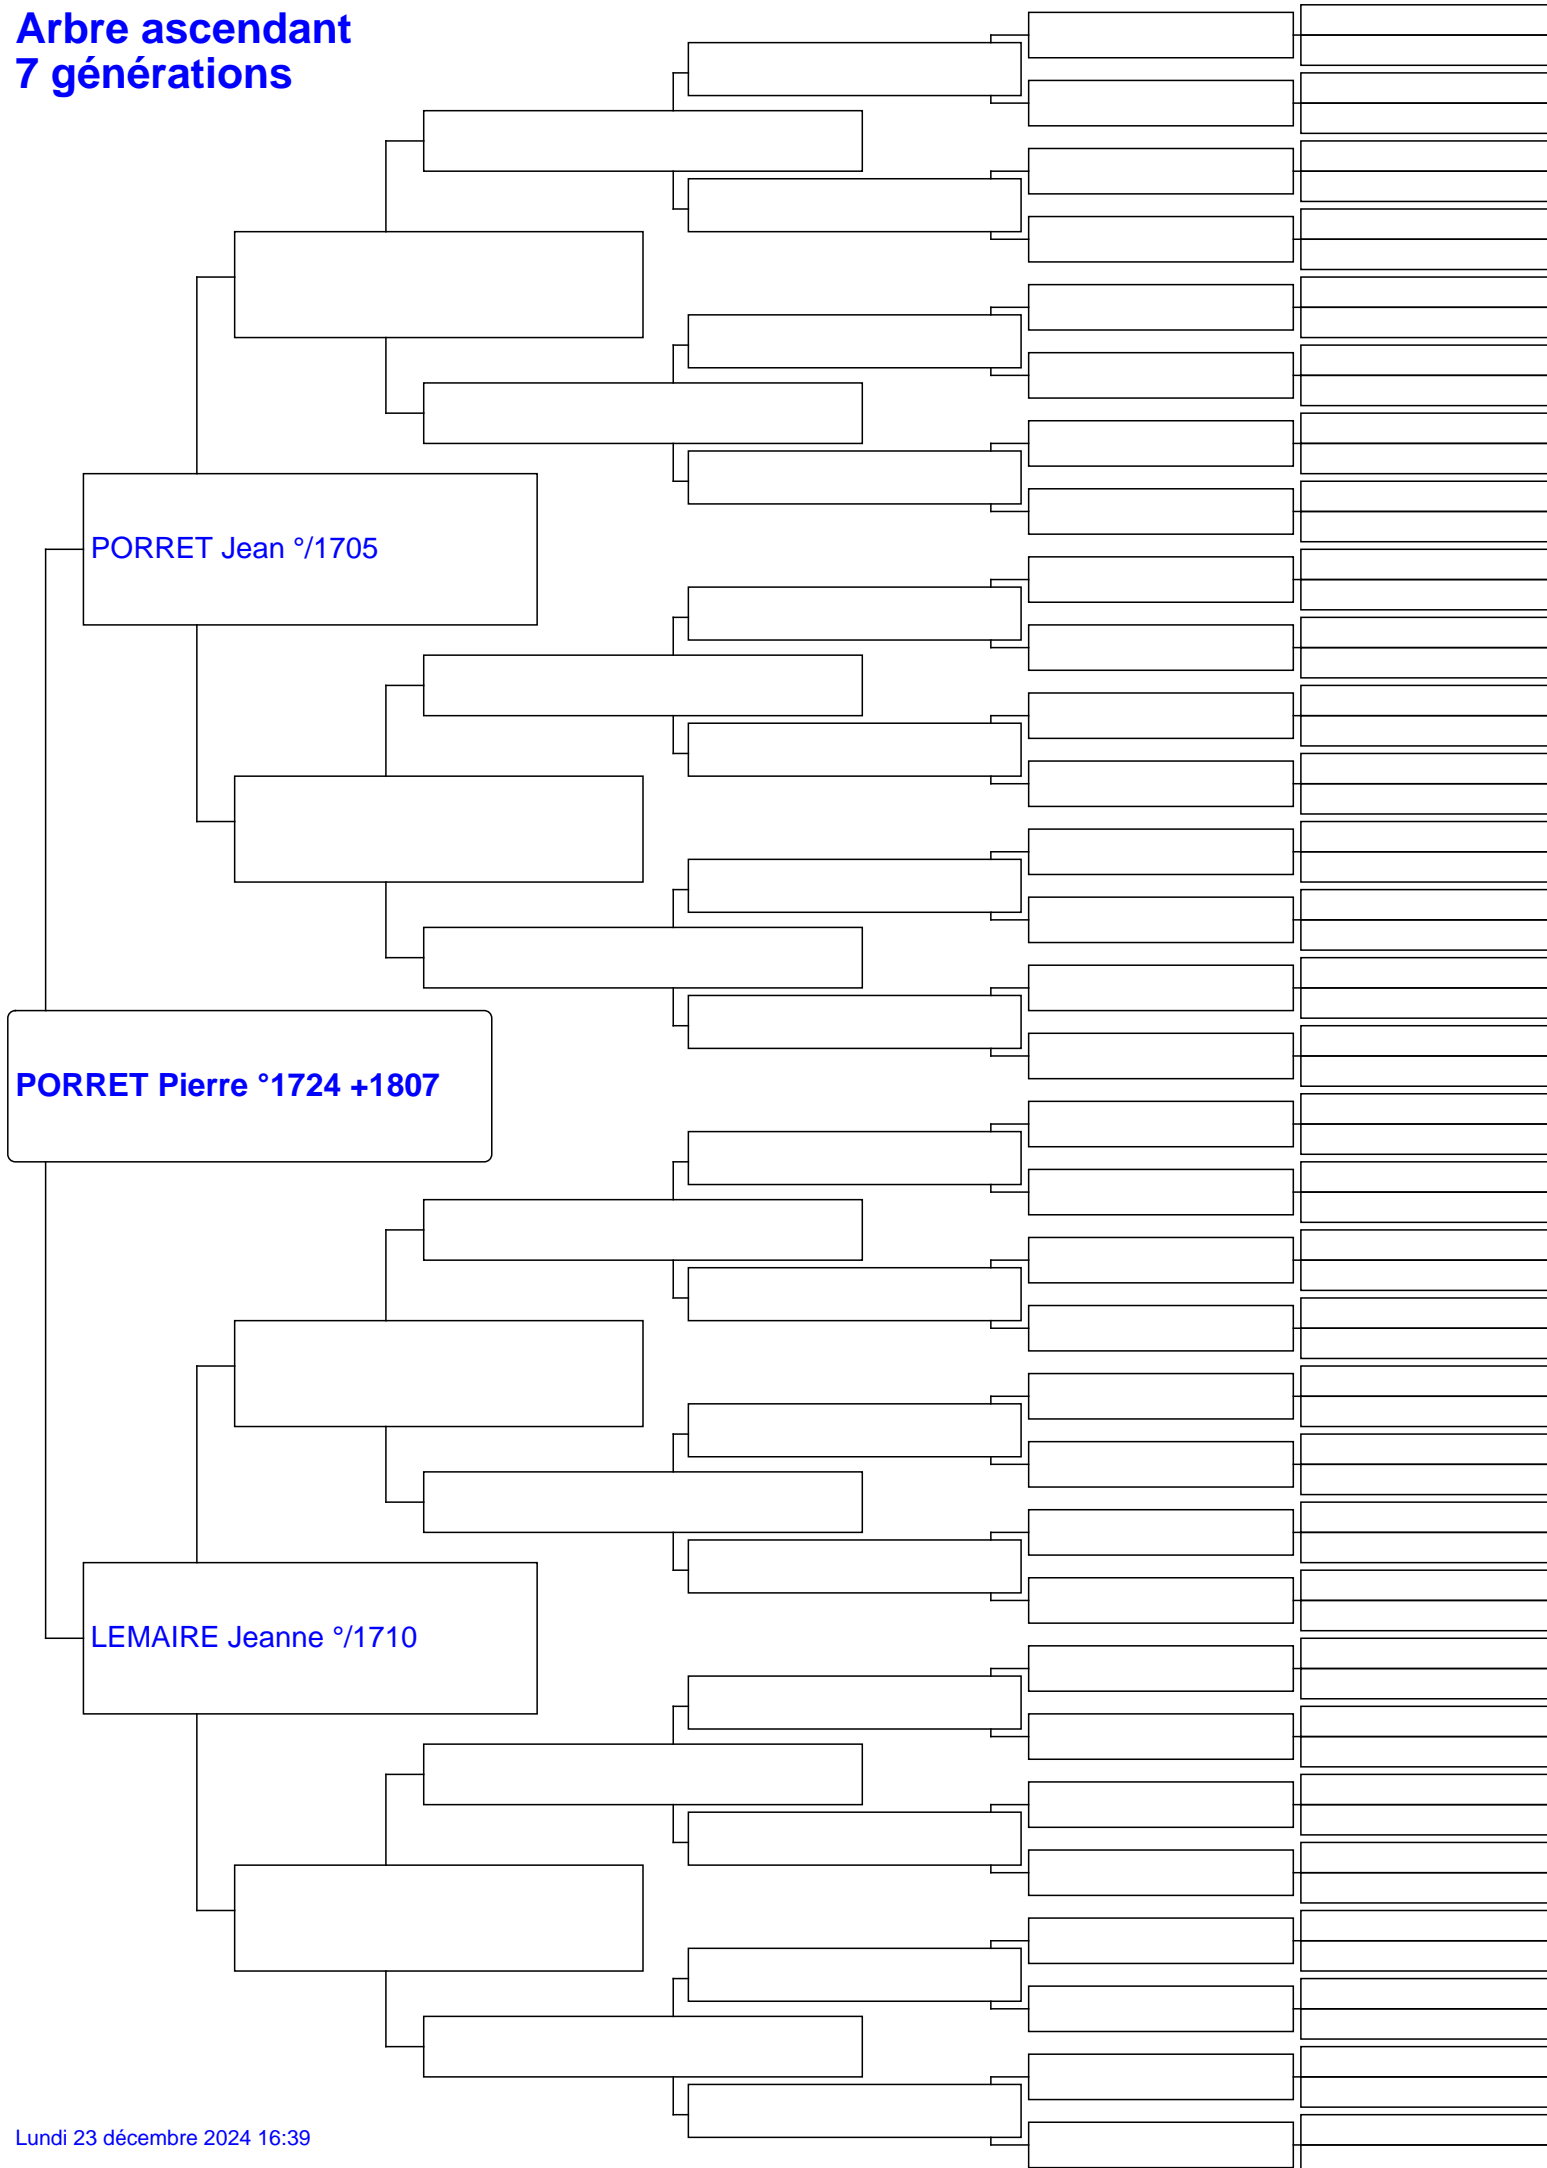 Arbre ascendant
7 générations
PORRET Jean °/1705
PORRET Pierre °1724 +1807
LEMAIRE Jeanne °/1710
Lundi 23 décembre 2024 16:39